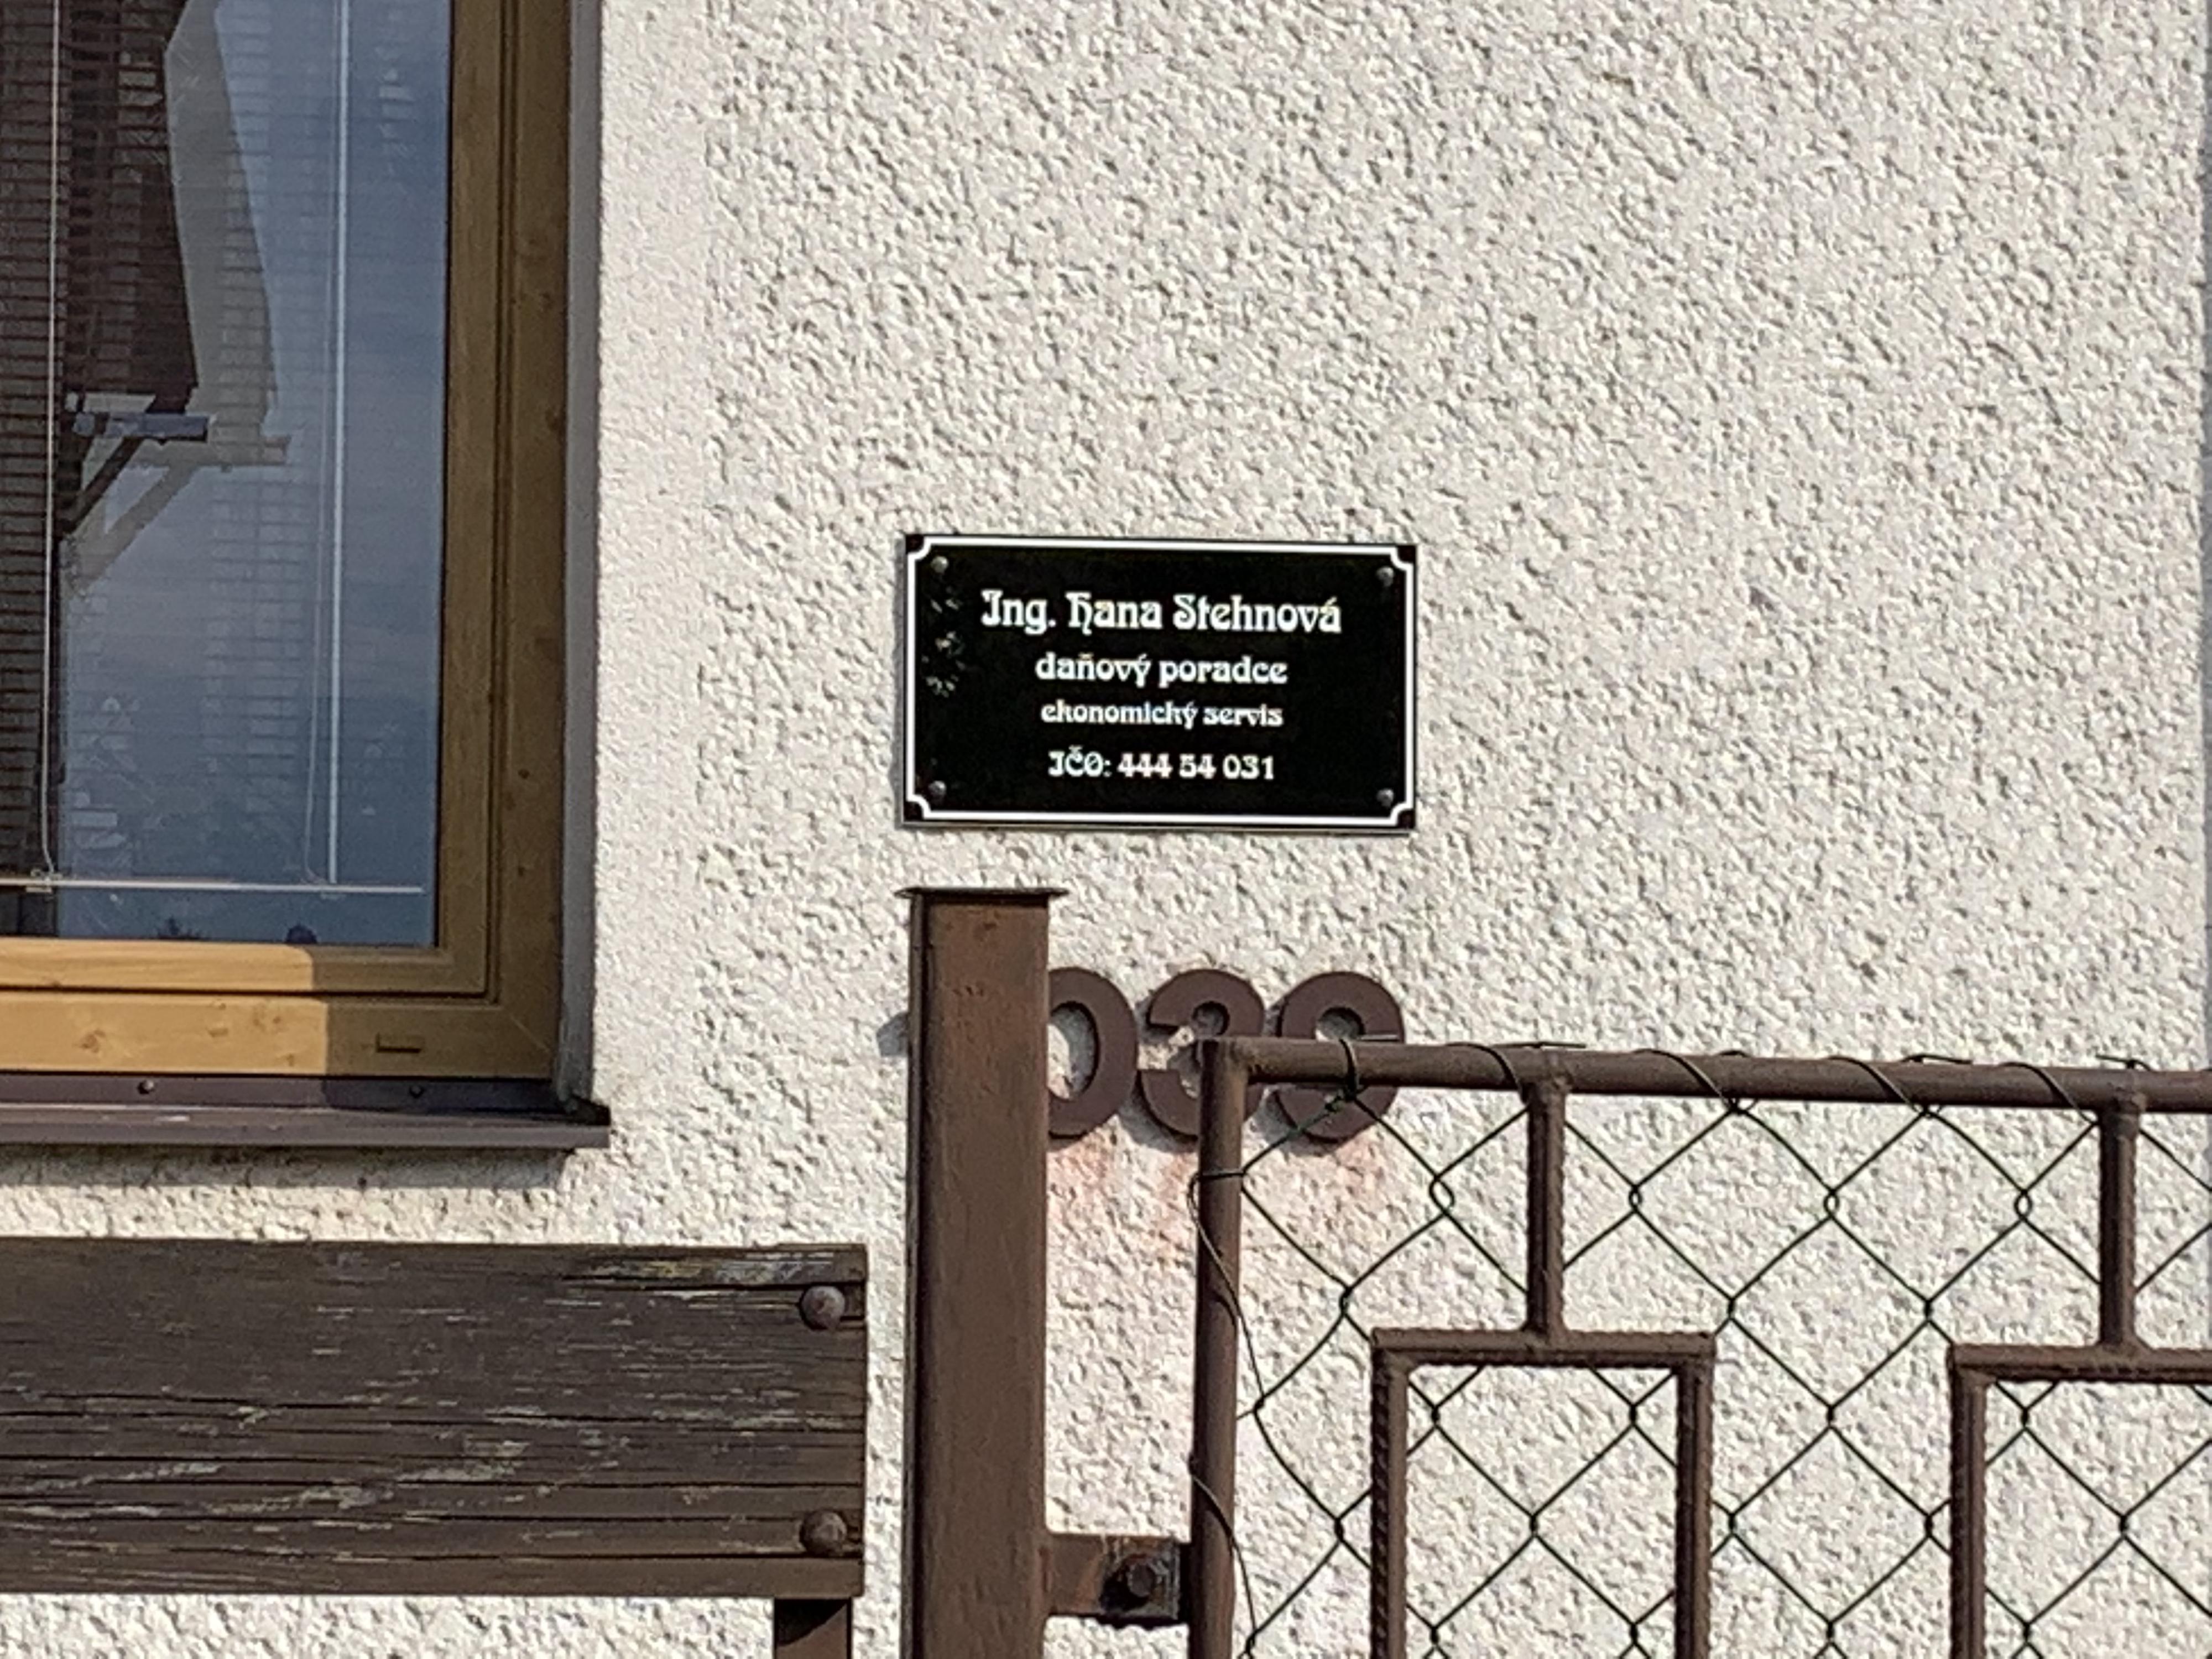 Ing. Hana Stehnová
daňový poradce
ekonomický servis
IČO: 444 54 031